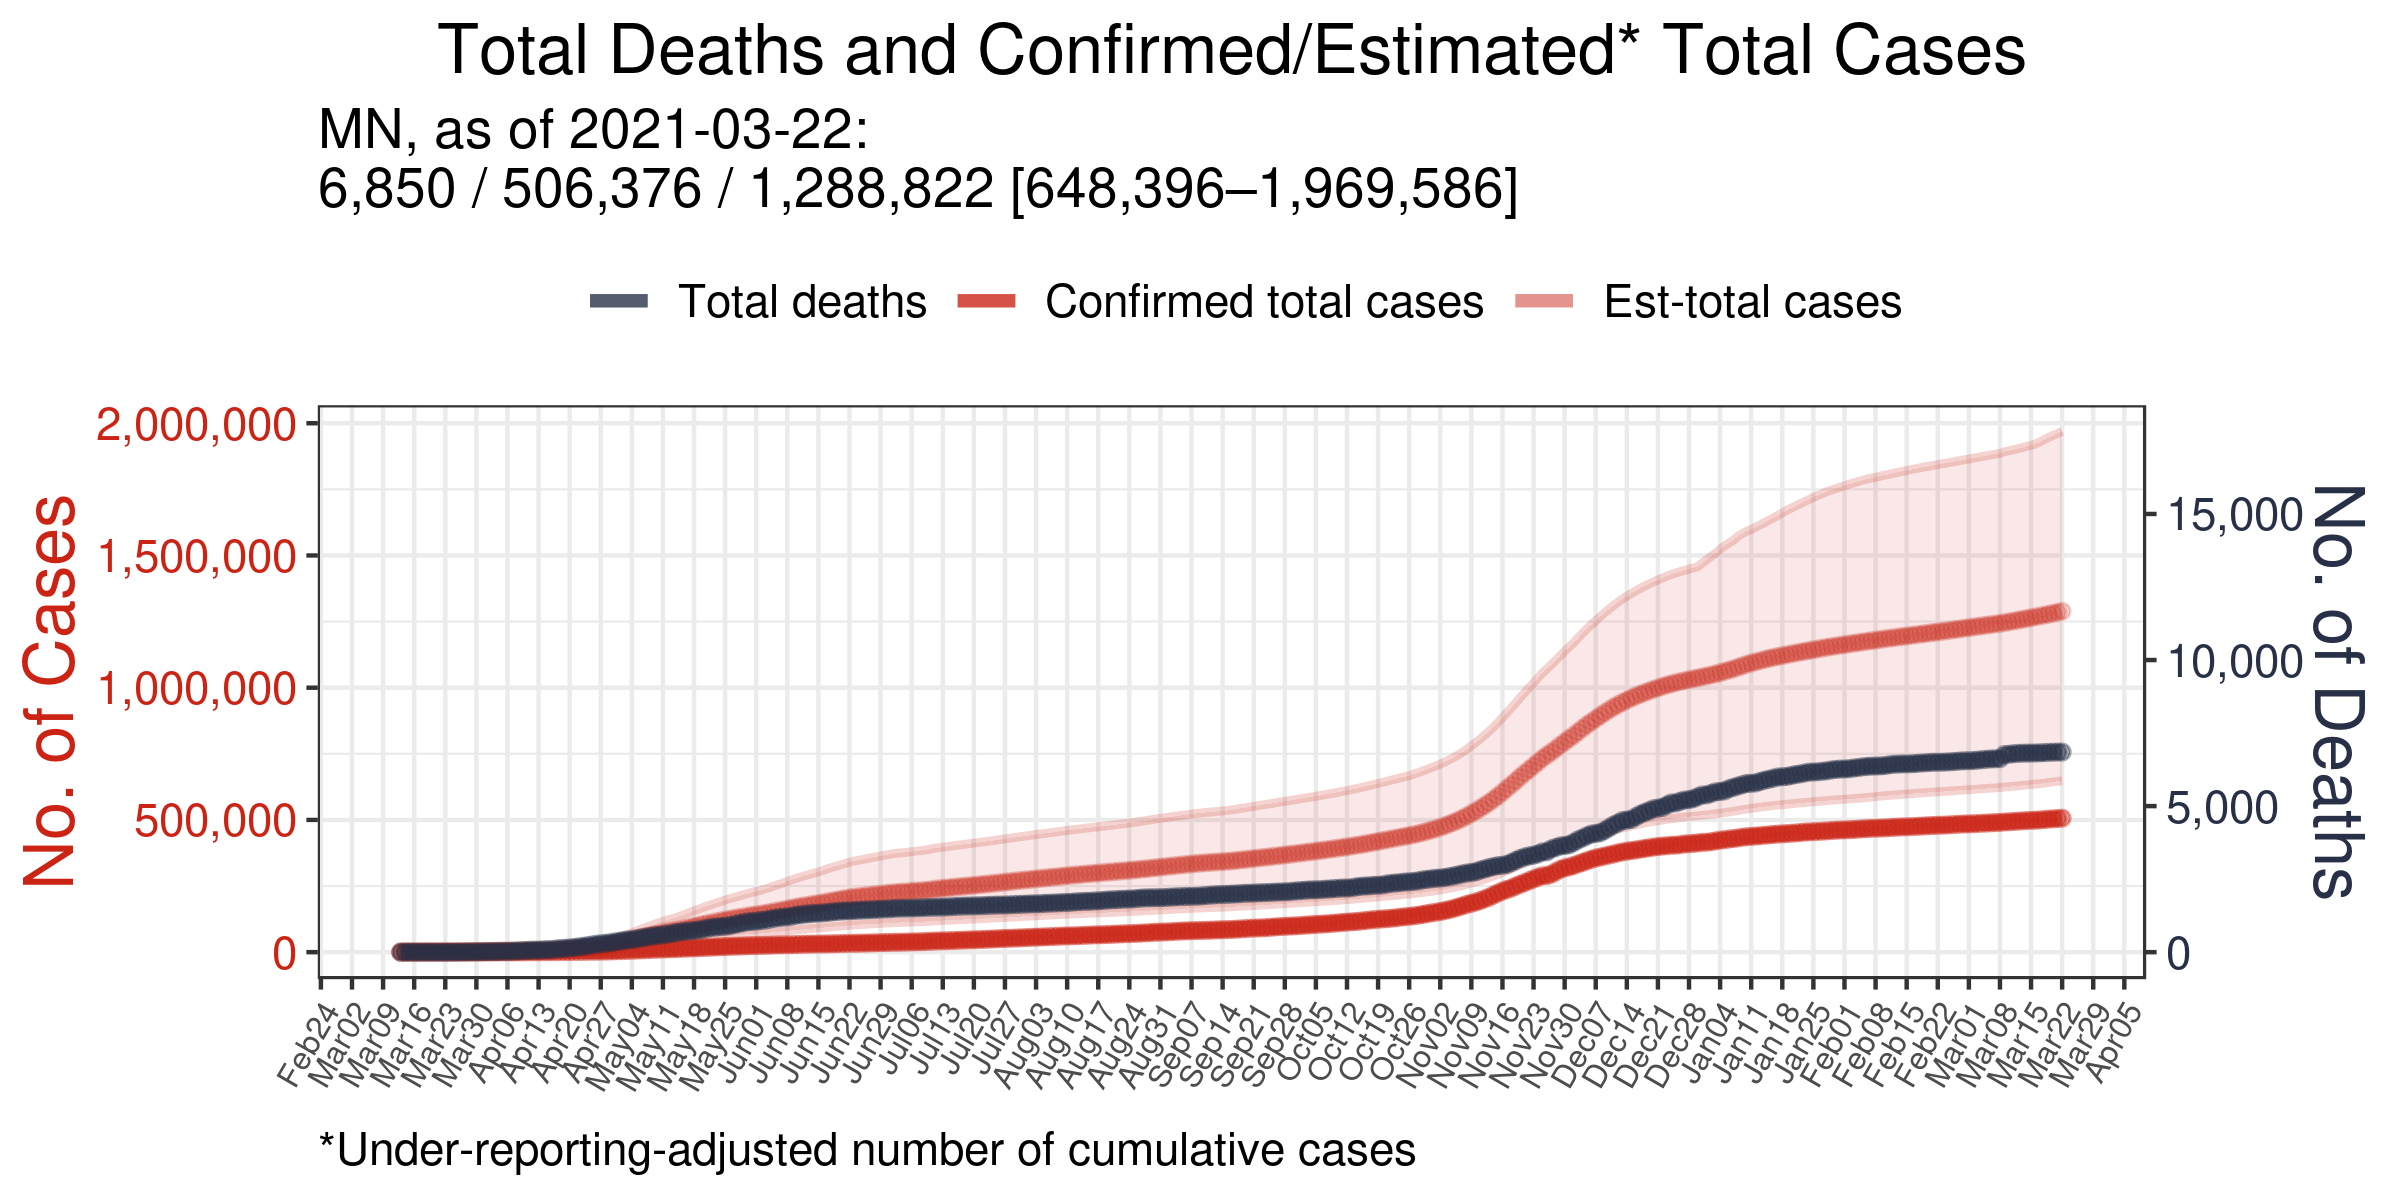 Total Deaths and Confirmed/Estimated* Total Cases
MN, as of 2021-03-22:
6,850 / 506,376 / 1,288,822 [648,396–1,969,586]
Total deaths
Confirmed total cases
Est-total cases
No. of Cases
2,000,000
1,500,000
1,000,000
500,000
0
15,000
10,000
5,000
0
No. of Deaths
Feb24
Mar02
Mar09
Mar16
Mar23
Mar30
Apr06
Apr13
Apr20
Apr27
May04
May11
May18
May25
Jun01
Jun08
Jun15
Jun22
Jun29
Jul06
Jul13
Jul20
Jul27
Aug03
Aug10
Aug17
Aug24
Aug31
Sep07
Sep14
Sep21
Sep28
Oct05
Oct12
Oct19
Oct26
Nov02
Nov09
Nov16
Nov23
Nov30
Dec07
Dec14
Dec21
Dec28
Jan04
Jan11
Jan18
Jan25
Feb01
Feb08
Feb15
Feb22
Mar01
Mar08
Mar15
Mar22
Mar29
Apr05
*Under-reporting-adjusted number of cumulative cases